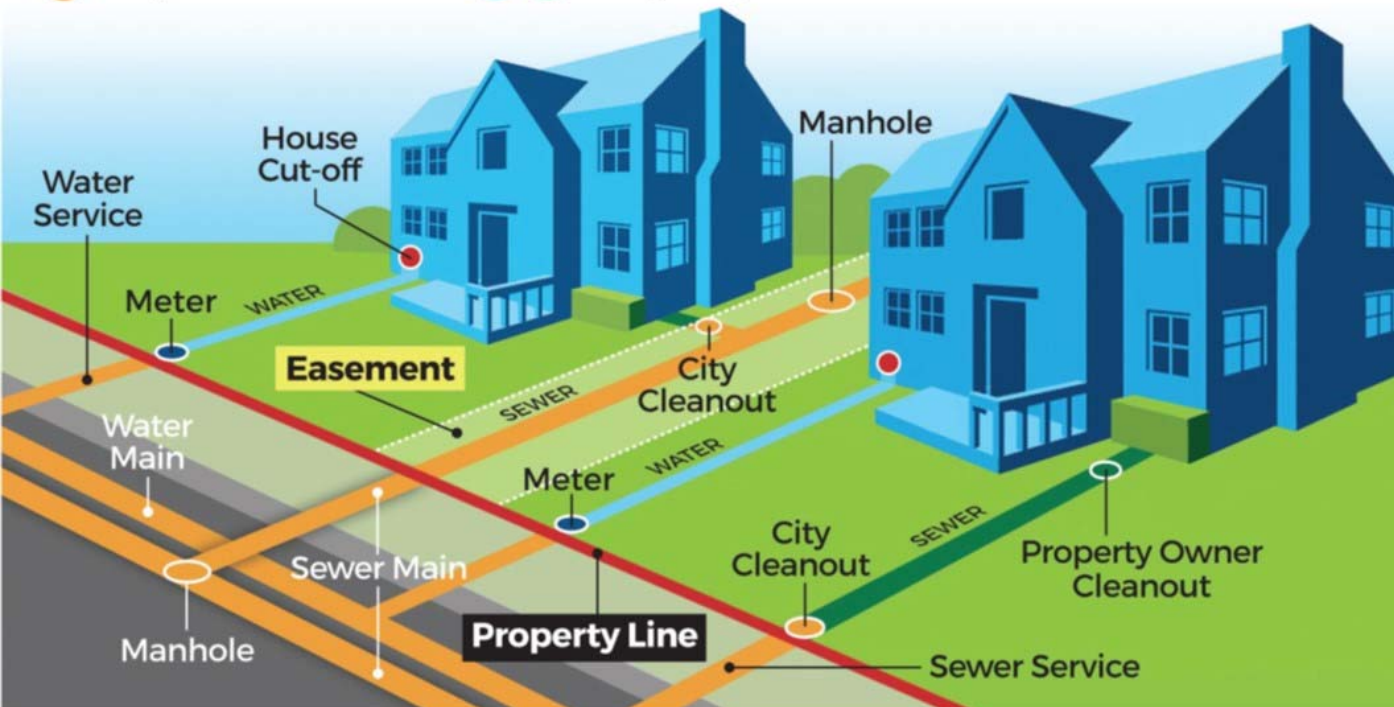 House
Cut-off
Manhole
Water
Service
Meter
WATER
Easement
SEWER
City
Cleanout
Water
Main
WATER
Meter
SEWER
City
Cleanout
Property Owner
Cleanout
Sewer Main
Manhole
Property Line
Sewer Service